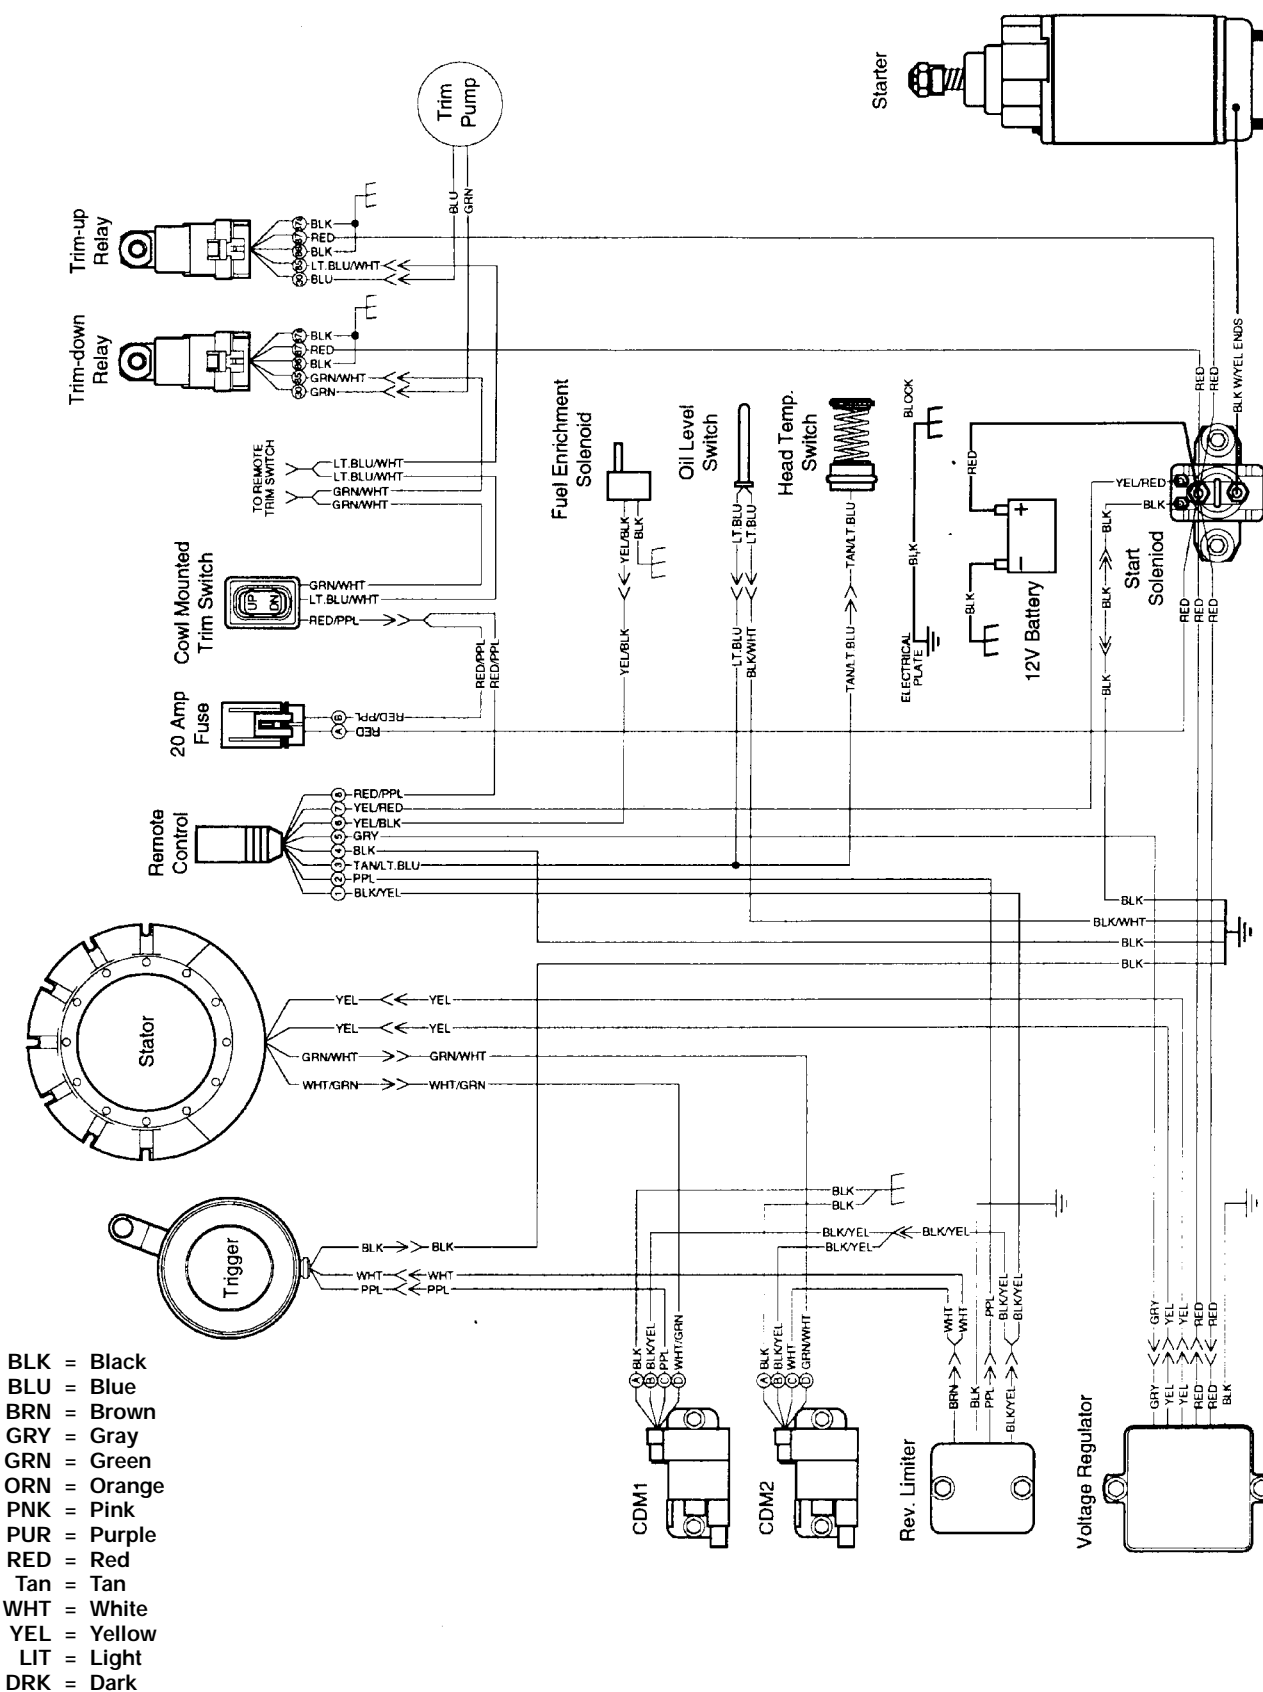 Starter
Trim
Pump
BLU
GRN
Trim-up
Relay
BLK
RED
BLK
LT.BLU/WHT
BLU
Trim-down
Relay
BLK
RED
BLK
GRN/WHT
GRN
RED
RED
BLK W/YEL ENDS
TO REMOTE
TRIM SWITCH
LT.BLU/WHT
LT.BLU/WHT
GRN/WHT
GRN/WHT
Fuel Enrichment
Solenoid
YEL/BLK
BLK
YEL/BLK
Oil Level
Switch
LT.BLU
LT.BLU
LT.BLU
BLK/WHT
Head Temp.
Switch
TAN/LT.BLU
TAN/LT.BLU
BLOCK
BLK
ELECTRICAL
PLATE
RED
+
−
BLK
12V Battery
YEL/RED
BLK
BLK
BLK
BLK
Start
Soleniod
RED
RED
RED
Cowl Mounted
Trim Switch
UP
DN
GRN/WHT
LT.BLU/WHT
RED/PPL
RED/PPL
RED/PPL
20 Amp
Fuse
B RED/PPL
A RED
Remote
Control
8 RED/PPL
7 YEL/RED
6 YEL/BLK
5 GRY
4 BLK
3 TAN/LT.BLU
2 PPL
1 BLK/YEL
BLK
BLK/WHT
BLK
BLK
Stator
YEL YEL
YEL YEL
GRN/WHT GRN/WHT
WHT/GRN WHT/GRN
Trigger
BLK BLK
WHT WHT
PPL PPL
BLK
BLK
BLK/YEL BLK/YEL
BLK/YEL
CDM1
A BLK
B BLK/YEL
C PPL
D WHT/GRN
CDM2
A BLK
B BLK/YEL
C WHT
D GRN/WHT
Rev. Limiter
WHT
WHT
BRN
BLK
PPL
PPL
BLK/YEL
BLK/YEL
BLK/YEL
Voltage Regulator
GRY
YEL
YEL
RED
RED
GRY
YEL
YEL
RED
RED
BLK
BLK = Black
BLU = Blue
BRN = Brown
GRY = Gray
GRN = Green
ORN = Orange
PNK = Pink
PUR = Purple
RED = Red
Tan = Tan
WHT = White
YEL = Yellow
LIT = Light
DRK = Dark